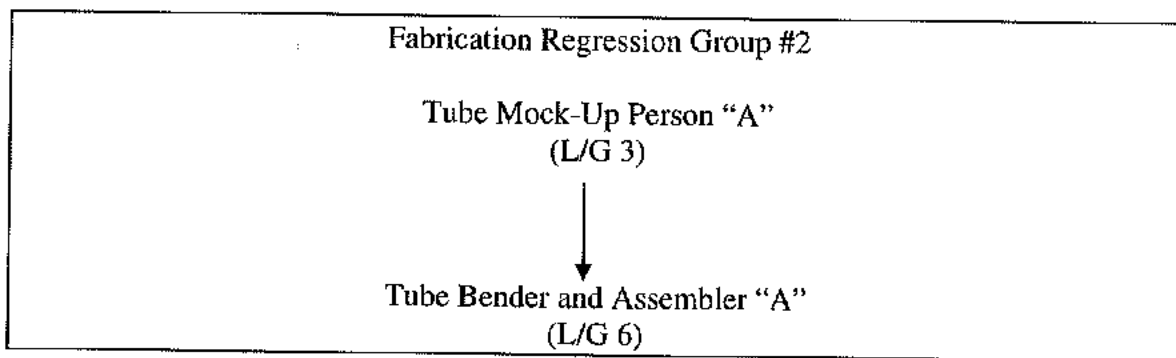 Fabrication Regression Group #2
Tube Mock-Up Person “A”
(L/G 3)
Tube Bender and Assembler “A”
(L/G 6)